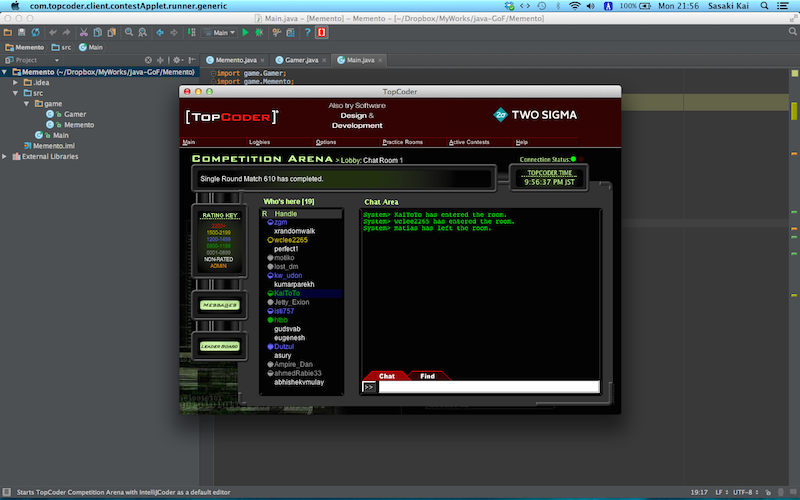 com.topcoder.client.contestApplet.runner.generic
100%
Mon 21:56 Sasaki Kai
Main.java - [Memento] - [~/Dropbox/MyWorks/java-GoF/Memento]
Main
Memento
src
Main
Project
Memento.java
Gamer.java
Main.java
Memento (~/Dropbox/MyWorks/java-GoF/Memento)
.idea
src
game
Gamer
Memento
Main
Memento.iml
External Libraries
import game.Gamer;
import game.Memento;
TopCoder
[TOPCODER]
Also try Software
Design &
Development
2σ TWO SIGMA
Main Lobbies Options Practice Rooms Active Contests Help
COMPETITION ARENA > Lobby: Chat Room 1
Connection Status:
Single Round Match 610 has completed.
TOPCODER TIME
9:56:37 PM JST
RATING KEY
2200+
1500-2199
1200-1499
0900-1199
0001-0899
NON-RATED
ADMIN
MESSAGES
LEADER BOARD
Who's here [19]
R Handle
zgm
xrandomwalk
wclee2265
perfect1
motiko
lost_dm
kw_udon
kumarparekh
KaiToTo
Jetty_Exion
isti757
htbb
gudsvab
eugenesh
Dutzul
asury
Ampire_Dan
ahmedRabie33
abhishekvmulay
Chat Area
System> KaiToTo has entered the room.
System> wclee2265 has entered the room.
System> matias has left the room.
Chat
Find
>>
Starts TopCoder Competition Arena with IntelliJCoder as a default editor
19:17 LF UTF-8